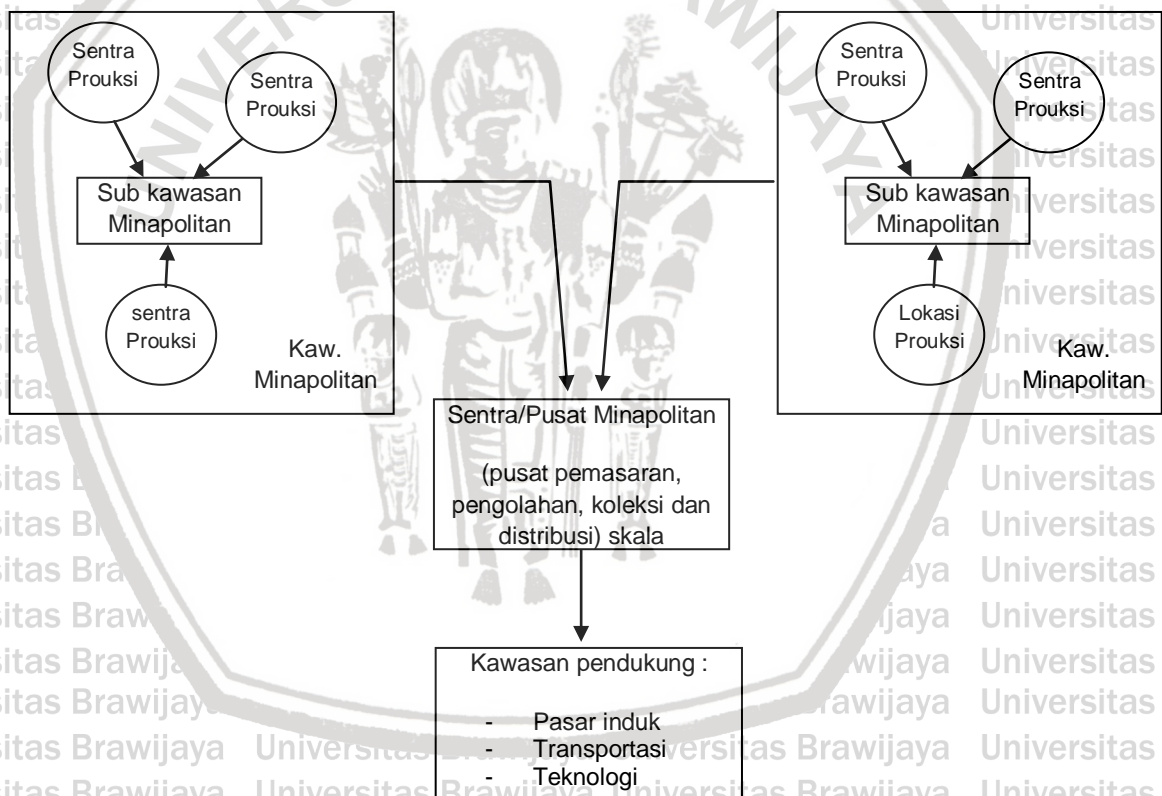 Sentra
Prouksi
Sentra
Prouksi
Sub kawasan
Minapolitan
sentra
Prouksi
Kaw.
Minapolitan
Sentra
Prouksi
Sentra
Prouksi
Sub kawasan
Minapolitan
Lokasi
Prouksi
Kaw.
Minapolitan
Sentra/Pusat Minapolitan
(pusat pemasaran,
pengolahan, koleksi dan
distribusi) skala
Kawasan pendukung :
- Pasar induk
- Transportasi
- Teknologi